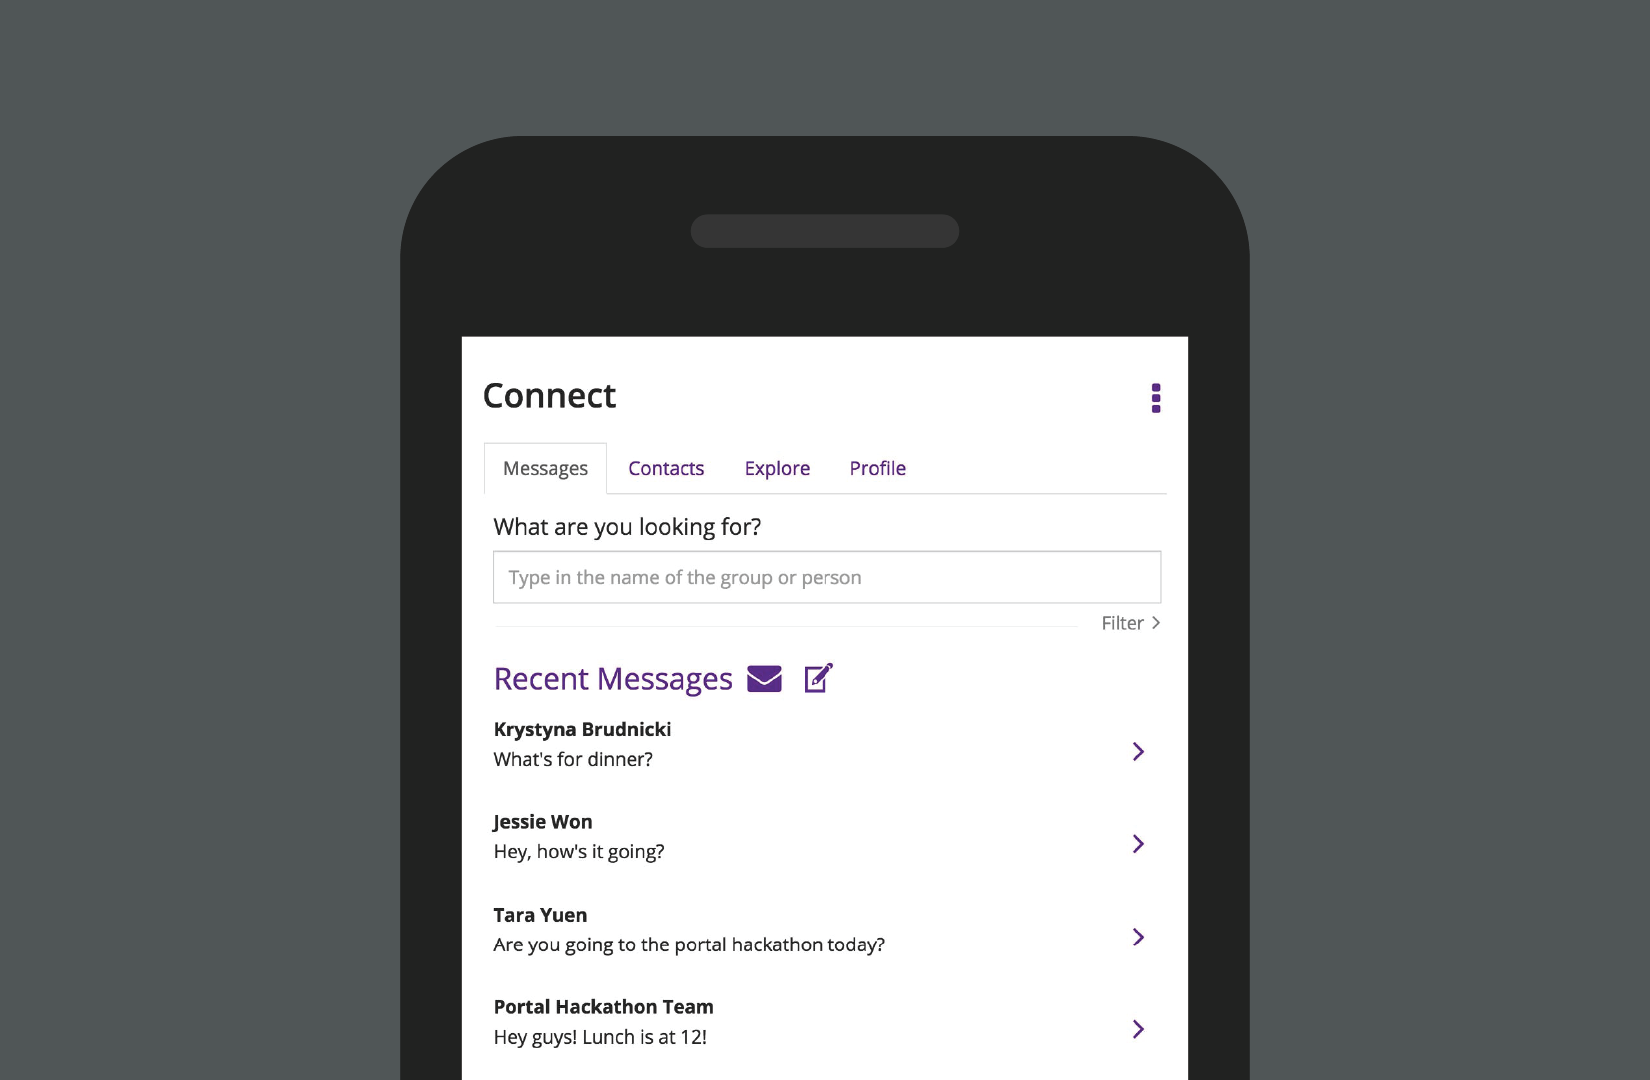 Connect
Messages Contacts Explore Profile
What are you looking for?
Type in the name of the group or person
Filter
Recent Messages
Krystyna Brudnicki
What's for dinner?
Jessie Won
Hey, how's it going?
Tara Yuen
Are you going to the portal hackathon today?
Portal Hackathon Team
Hey guys! Lunch is at 12!